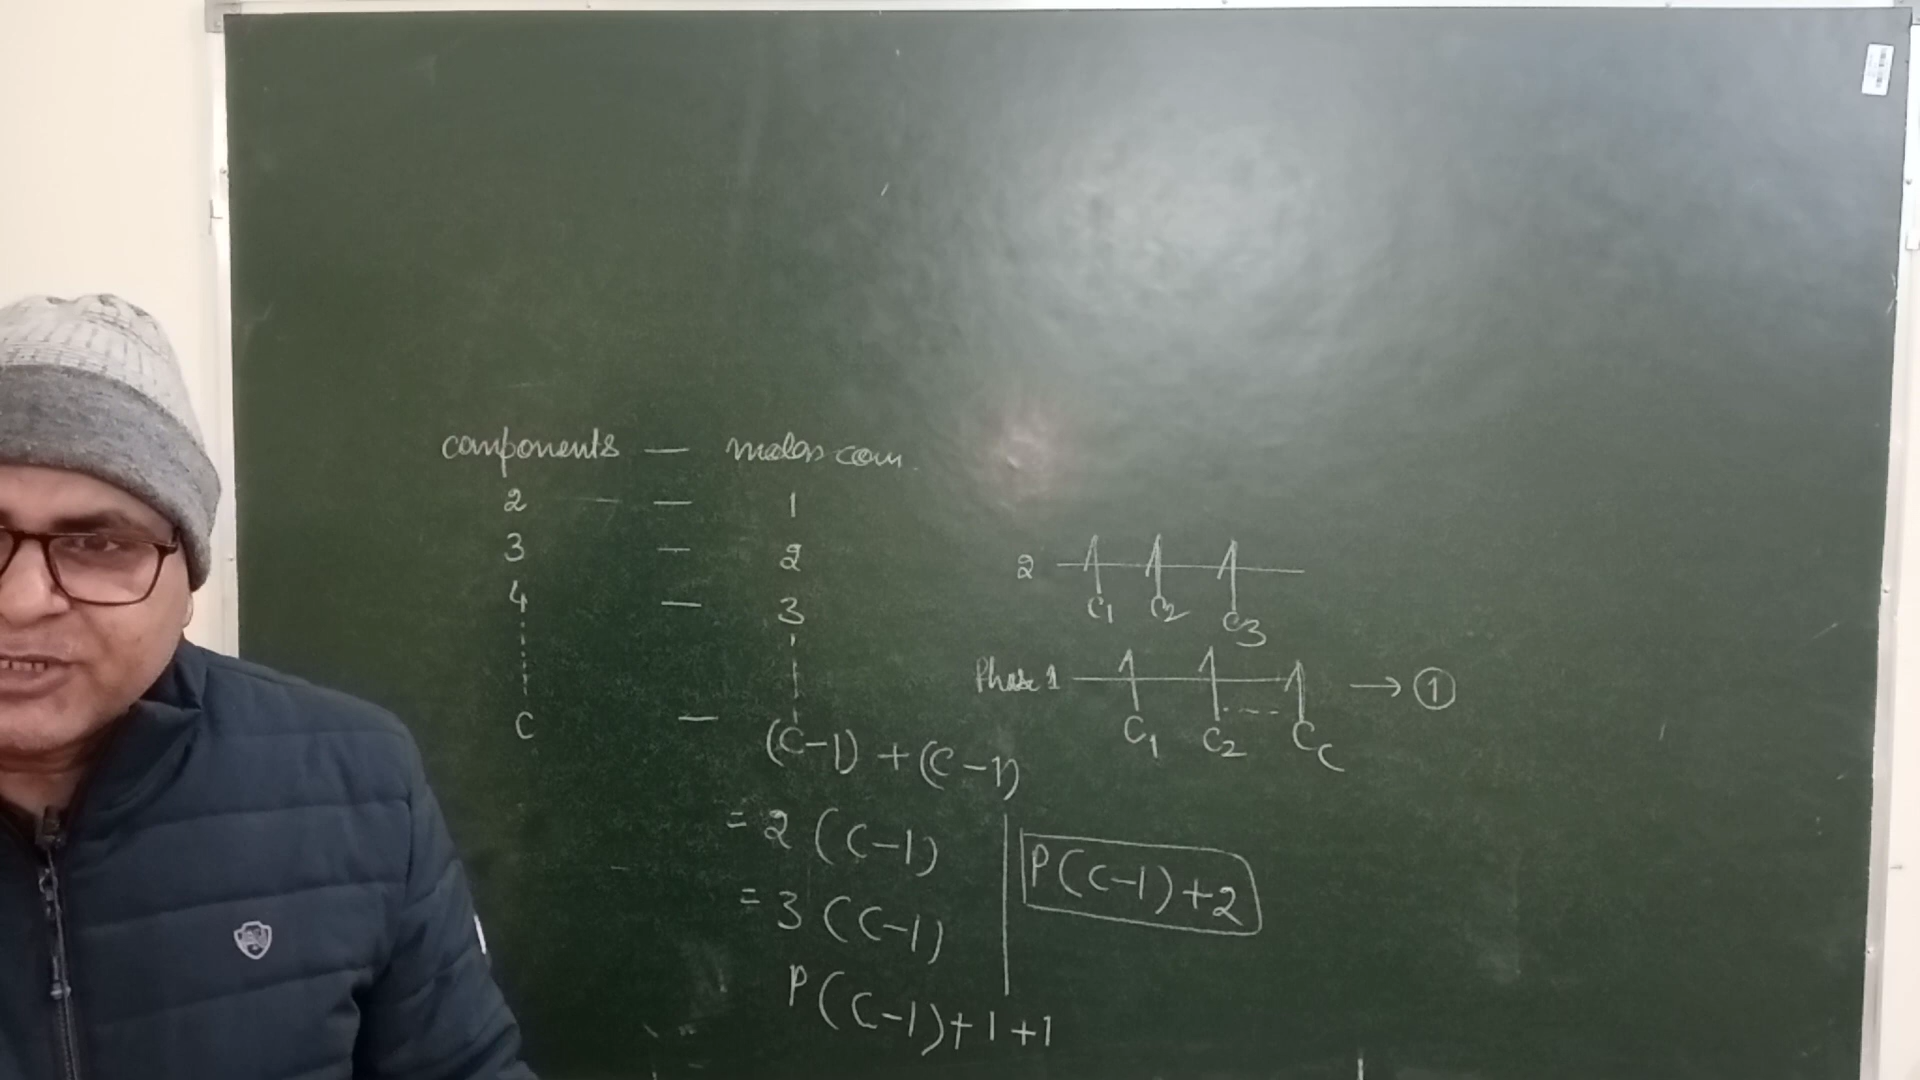 components — molar com.
2 — 1
3 — 2
4 — 3
C — (C-1) + (C-1)
= 2 (C-1)
= 3 (C-1)
P(C-1)+1+1
2
C1 C2 C3
Phase 1 → 1
C1 C2 ---- CC
P(C-1)+2